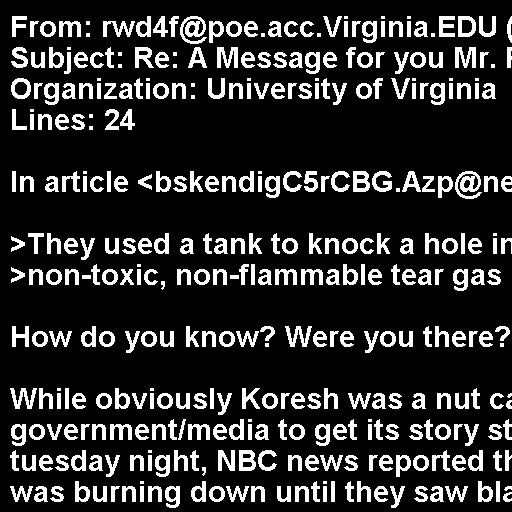 From: rwd4f@poe.acc.Virginia.EDU (
Subject: Re: A Message for you Mr.
Organization: University of Virginia
Lines: 24

In article <bskendigC5rCBG.Azp@ne

>They used a tank to knock a hole in
>non-toxic, non-flammable tear gas

How do you know? Were you there?

While obviously Koresh was a nut ca
government/media to get its story st
tuesday night, NBC news reported th
was burning down until they saw bla